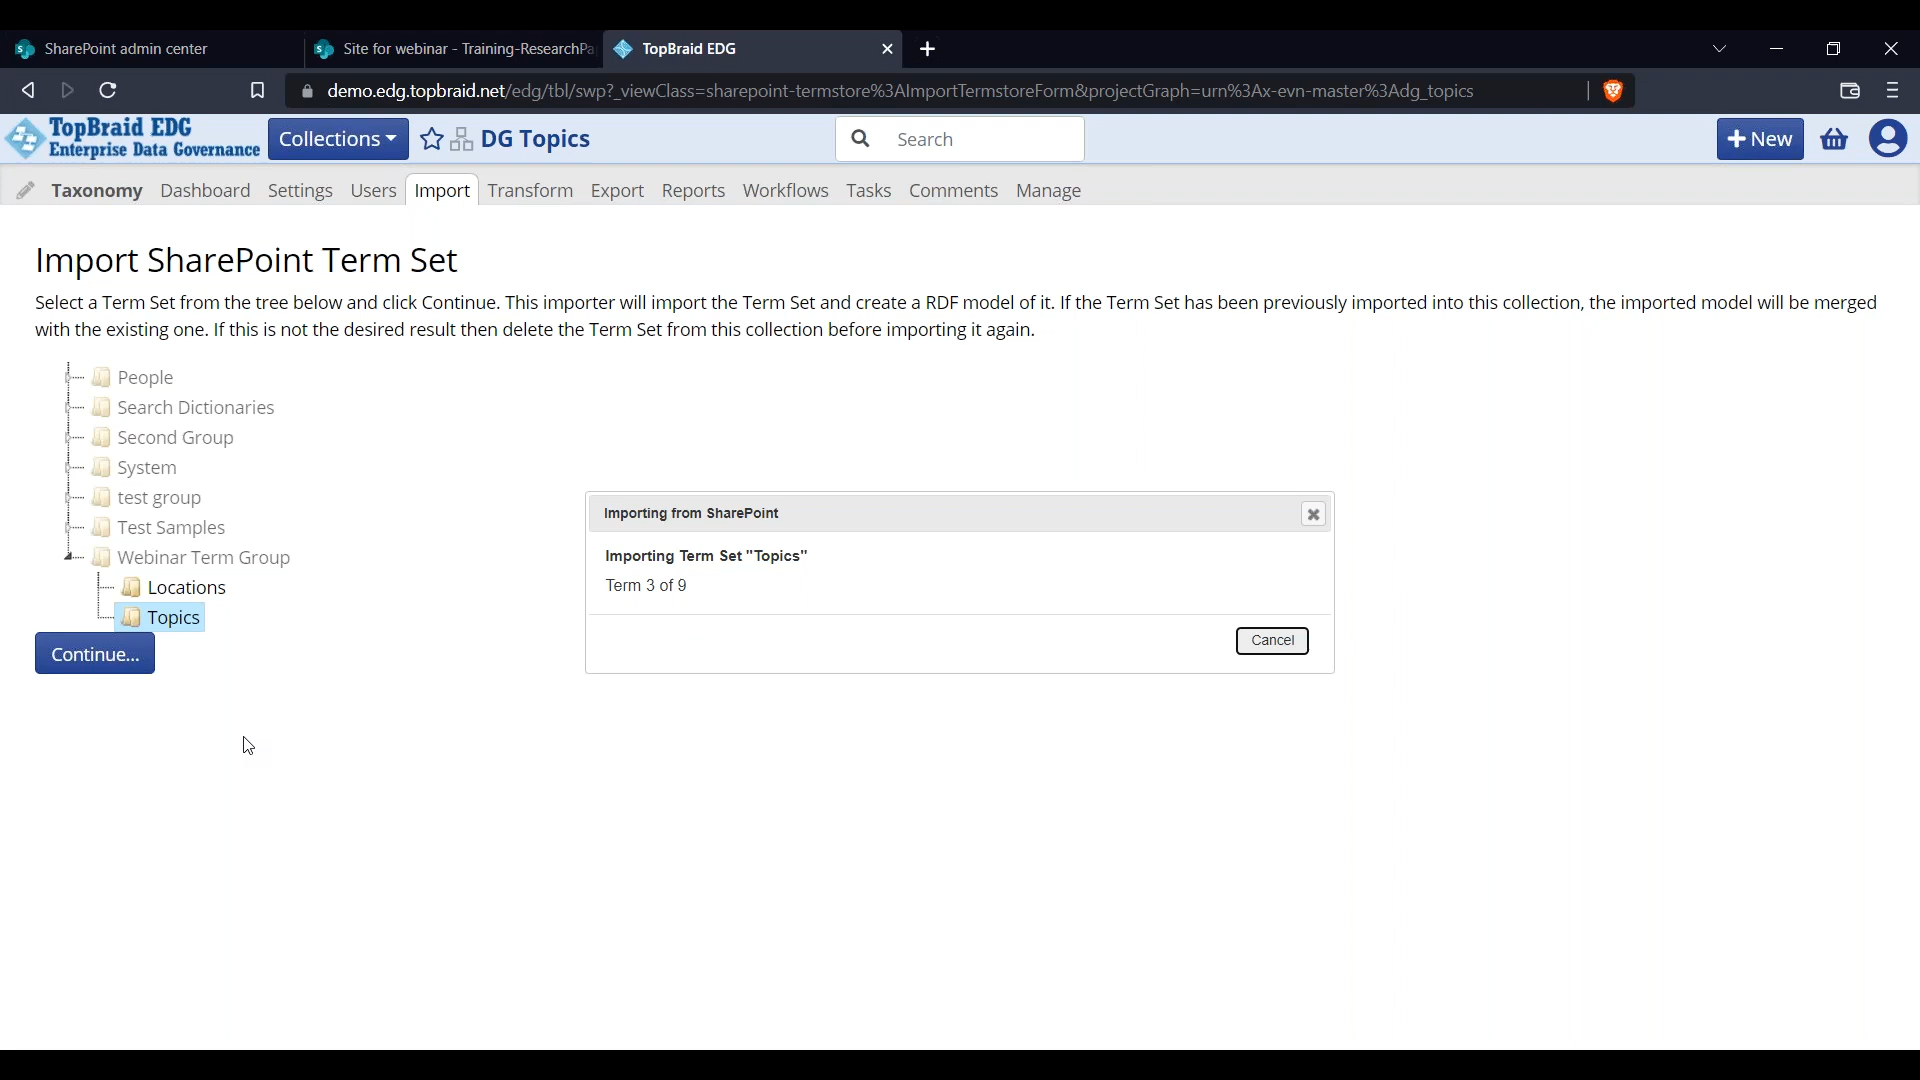 SharePoint admin center
Site for webinar - Training-ResearchPa
TopBraid EDG
demo.edg.topbraid.net/edg/tbl/swp?_viewClass=sharepoint-termstore%3AImportTermstoreForm&projectGraph=urn%3Ax-evn-master%3Adg_topics
TopBraid EDG
Enterprise Data Governance
Collections
DG Topics
Search
+ New
Taxonomy Dashboard Settings Users Import Transform Export Reports Workflows Tasks Comments Manage
Import SharePoint Term Set
Select a Term Set from the tree below and click Continue. This importer will import the Term Set and create a RDF model of it. If the Term Set has been previously imported into this collection, the imported model will be merged
with the existing one. If this is not the desired result then delete the Term Set from this collection before importing it again.
People
Search Dictionaries
Second Group
System
test group
Test Samples
Webinar Term Group
Locations
Topics
Continue...
Importing from SharePoint
Importing Term Set "Topics"
Term 3 of 9
Cancel